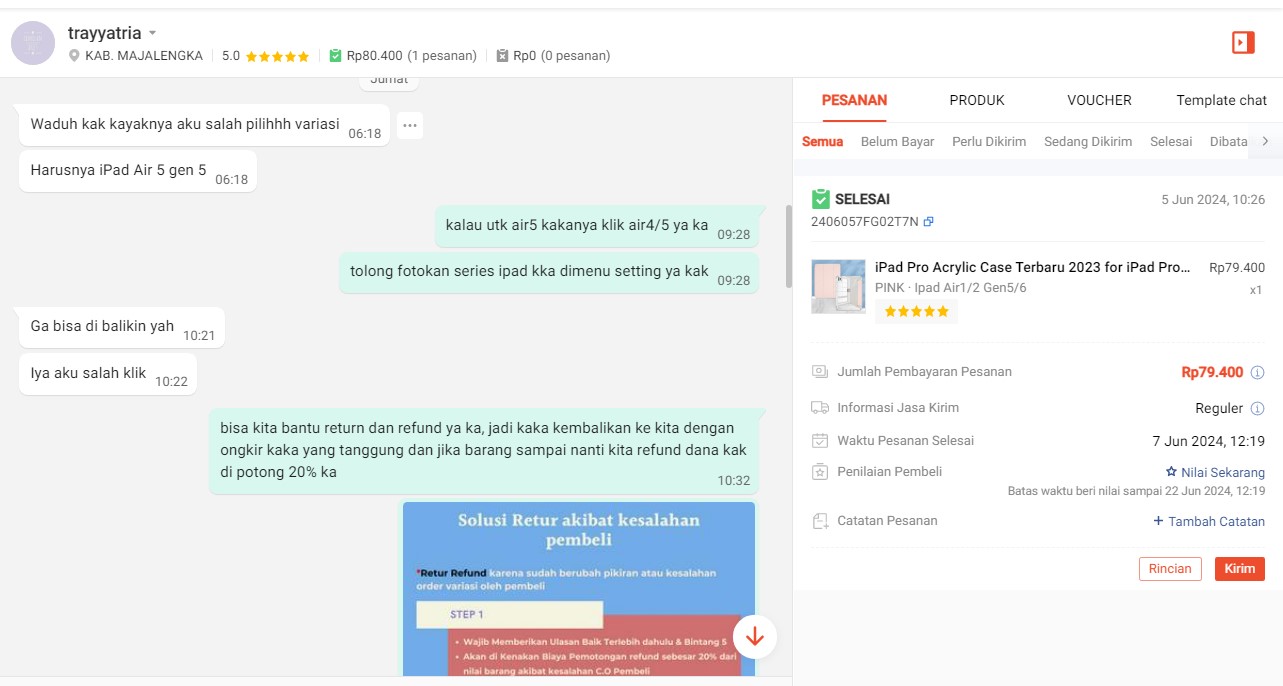 trayyatria
KAB. MAJALENGKA
5.0
Rp80.400 (1 pesanan)
Rp0 (0 pesanan)
Jumat
Waduh kak kayaknya aku salah pilihhh variasi
06:18
Harusnya iPad Air 5 gen 5
06:18
kalau utk air5 kakanya klik air4/5 ya ka
09:28
tolong fotokan series ipad kka dimenu setting ya kak
09:28
Ga bisa di balikin yah
10:21
Iya aku salah klik
10:22
bisa kita bantu return dan refund ya ka, jadi kaka kembalikan ke kita dengan
ongkir kaka yang tanggung dan jika barang sampai nanti kita refund dana kak
di potong 20% ka
10:32
Solusi Retur akibat kesalahan
pembeli
*Retur Refund karena sudah berubah pikiran atau kesalahan
order variasi oleh pembeli
STEP 1
• Wajib Memberikan Ulasan Baik Terlebih dahulu & Bintang 5
• Akan di Kenakan Biaya Pemotongan refund sebesar 20% dari
nilai barang akibat kesalahan C.O Pembeli
PESANAN
PRODUK
VOUCHER
Template chat
Semua
Belum Bayar
Perlu Dikirim
Sedang Dikirim
Selesai
Dibata
SELESAI
5 Jun 2024, 10:26
2406057FG02T7N
iPad Pro Acrylic Case Terbaru 2023 for iPad Pro...
Rp79.400
PINK · Ipad Air1/2 Gen5/6
x1
Jumlah Pembayaran Pesanan
Rp79.400
Informasi Jasa Kirim
Reguler
Waktu Pesanan Selesai
7 Jun 2024, 12:19
Penilaian Pembeli
Nilai Sekarang
Batas waktu beri nilai sampai 22 Jun 2024, 12:19
Catatan Pesanan
+ Tambah Catatan
Rincian
Kirim